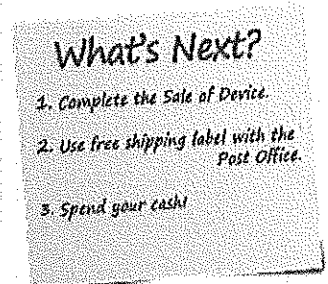 What's Next?
1. Complete the Sale of Device.
2. Use free shipping label with the
Post Office.
3. Spend your cash!